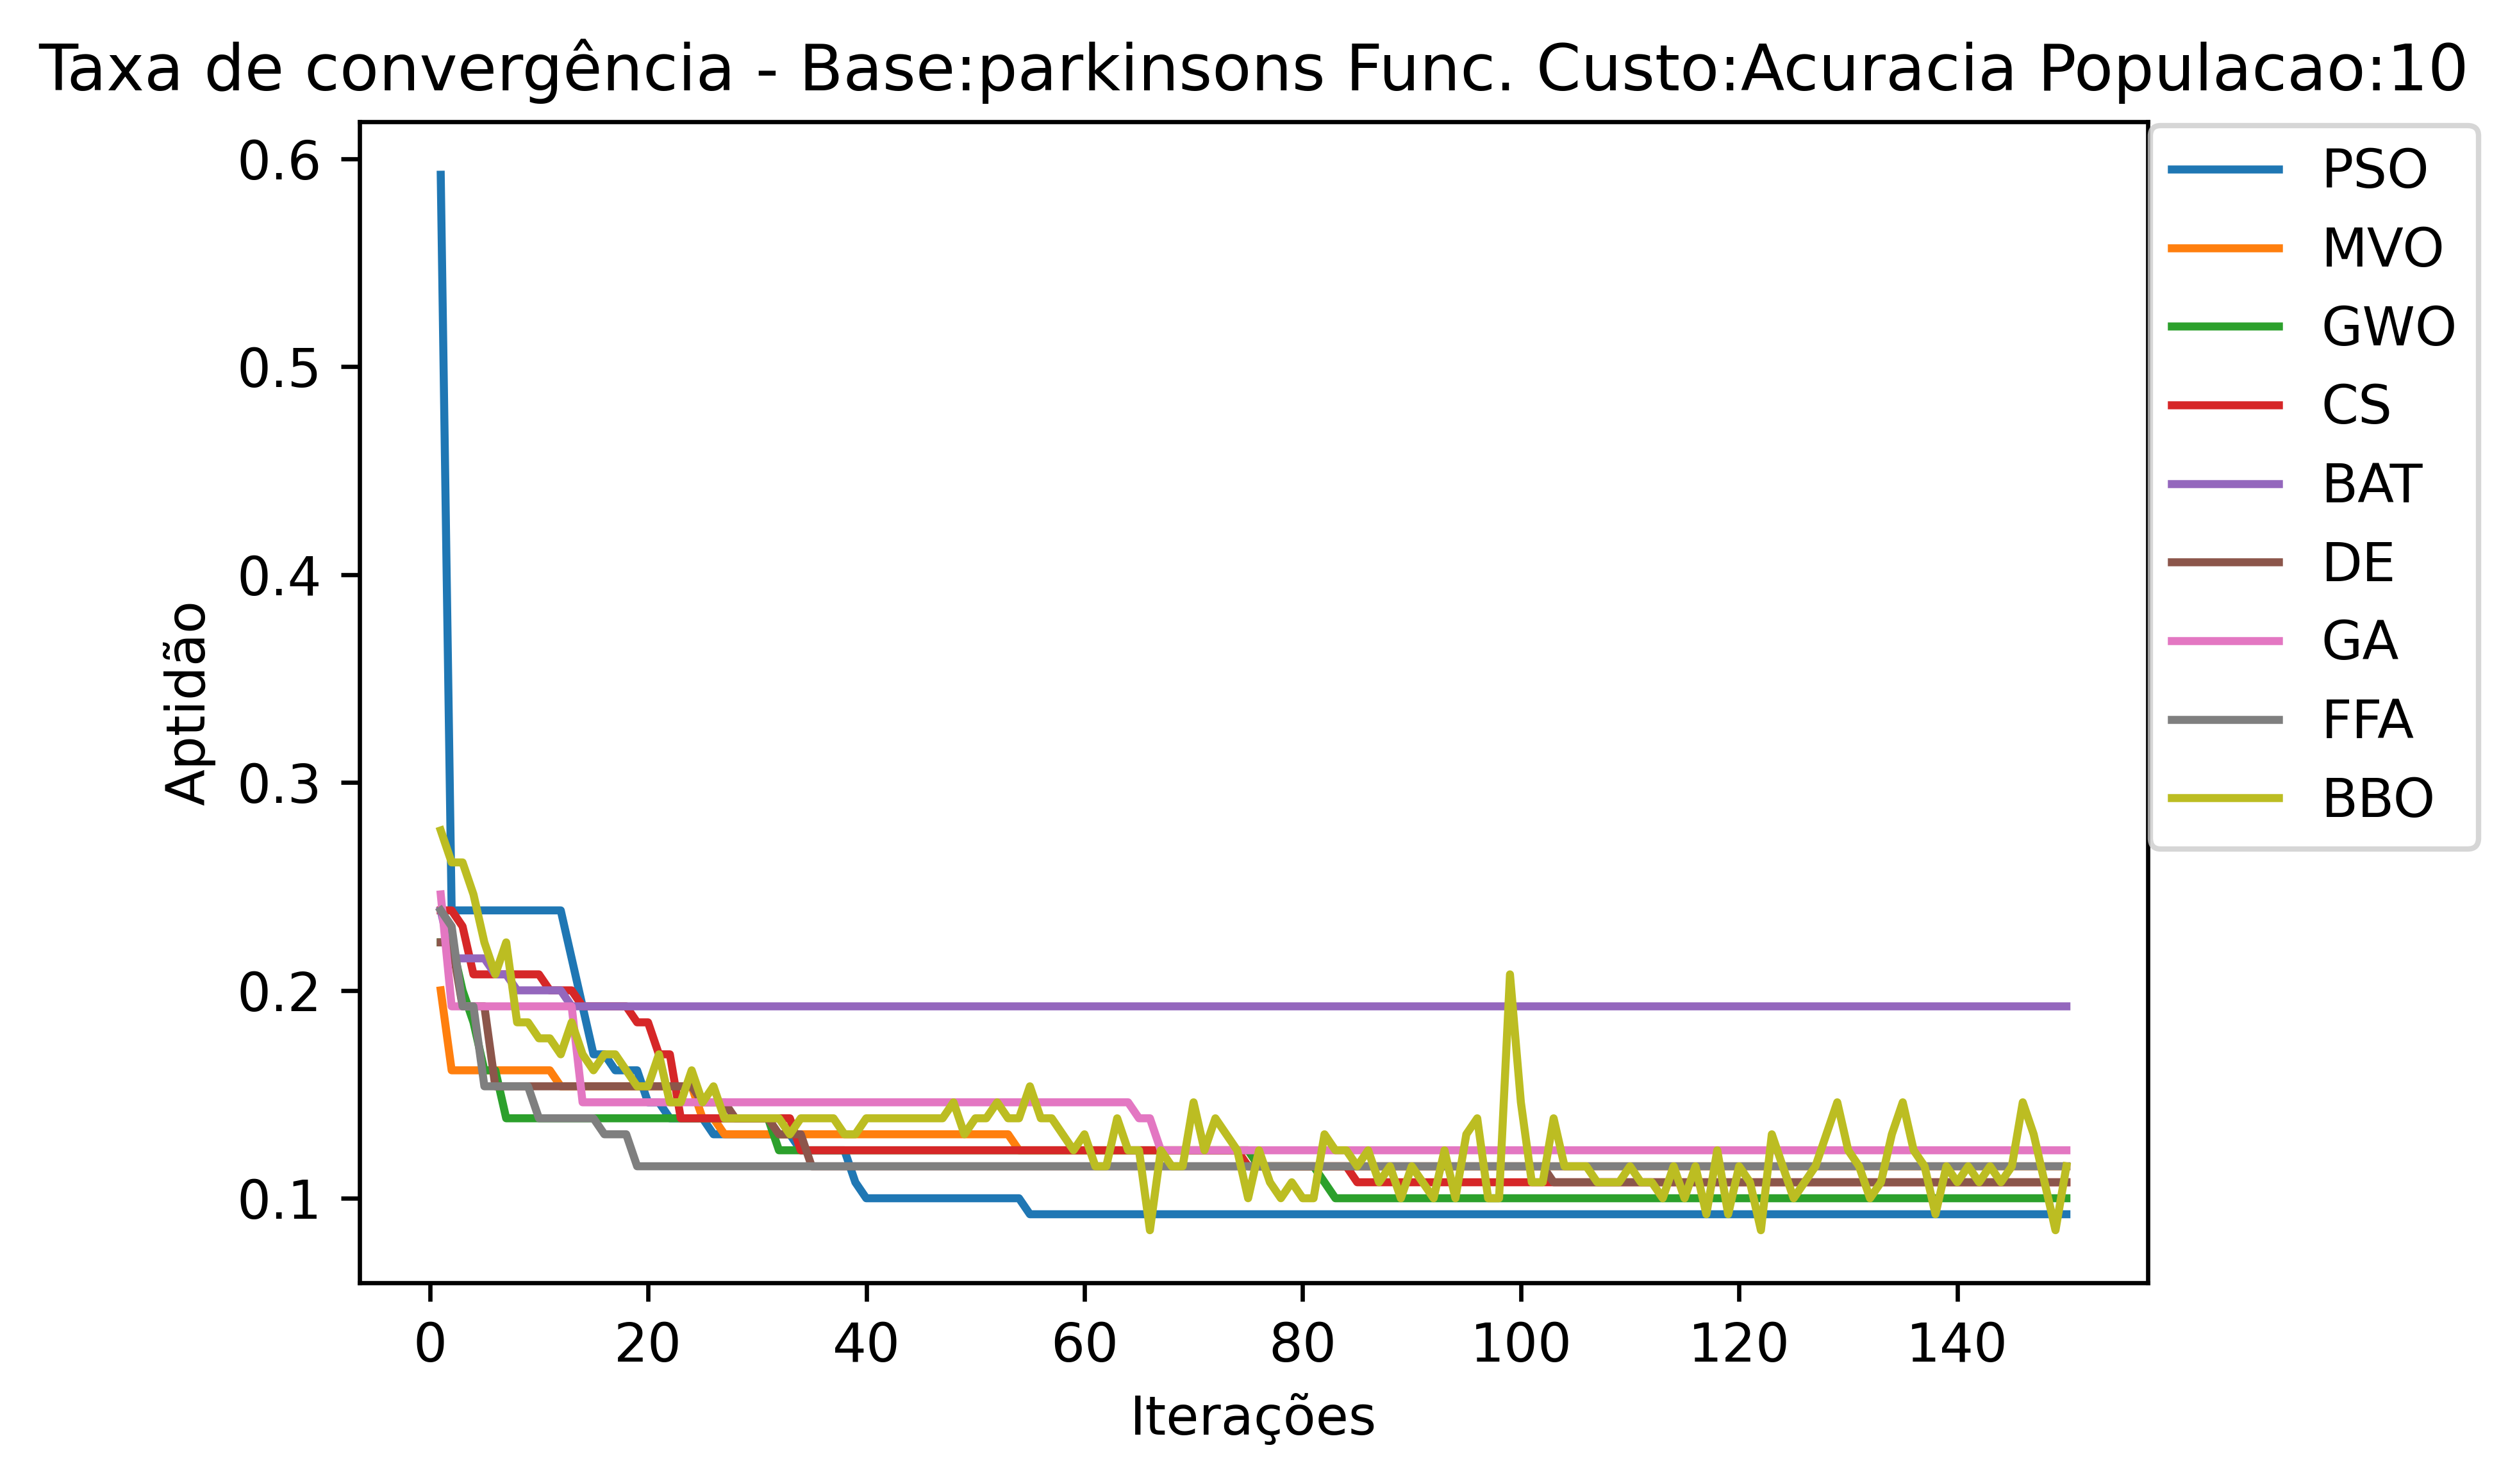 Taxa de convergência - Base:parkinsons Func. Custo:Acuracia Populacao:10
0.6
0.5
0.4
0.3
0.2
0.1
Aptidão
0 20 40 60 80 100 120 140
Iterações
PSO
MVO
GWO
CS
BAT
DE
GA
FFA
BBO